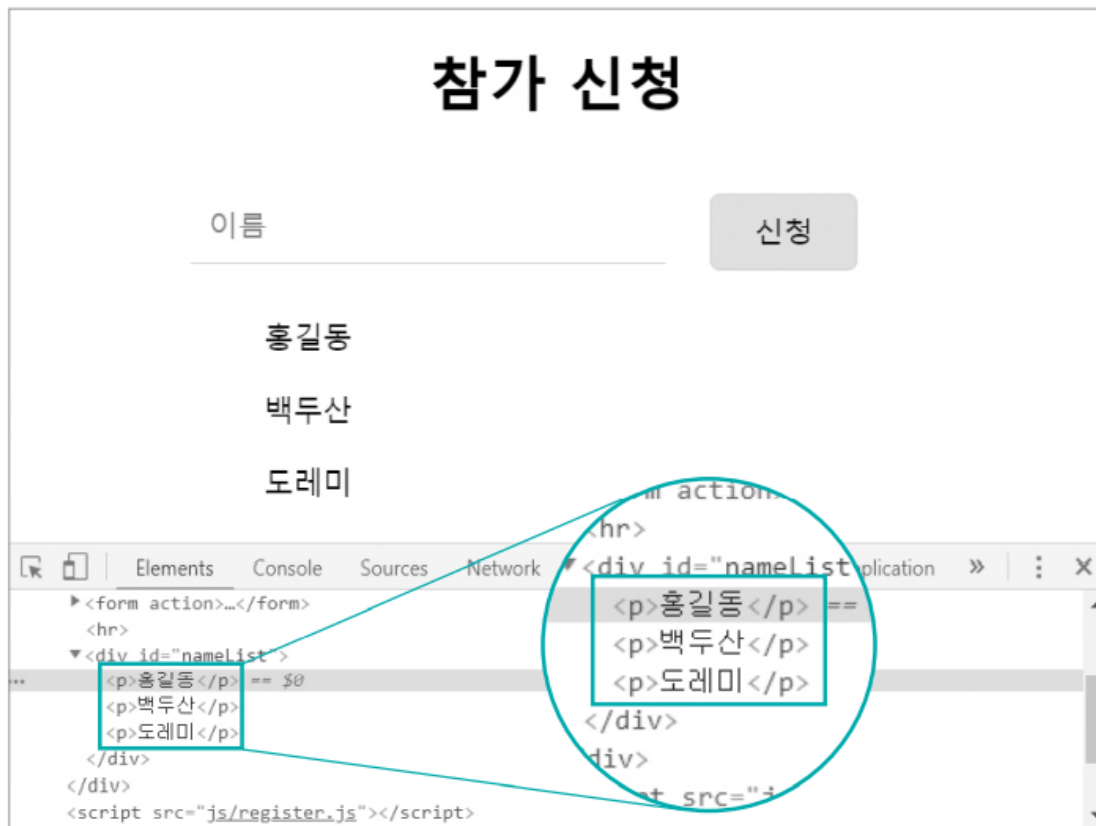 참가 신청
이름
신청
홍길동
백두산
도레미
Elements Console Sources Network plication »
▶<form action>…</form>
<hr>
▼<div id="nameList">
<p>홍길동</p> == $0
<p>백두산</p>
<p>도레미</p>
</div>
</div>
<script src="js/register.js"></script>
m action>
<hr>
▼<div id="nameList
<p>홍길동</p> ==
<p>백두산</p>
<p>도레미</p>
</div>
div>
pt src="j